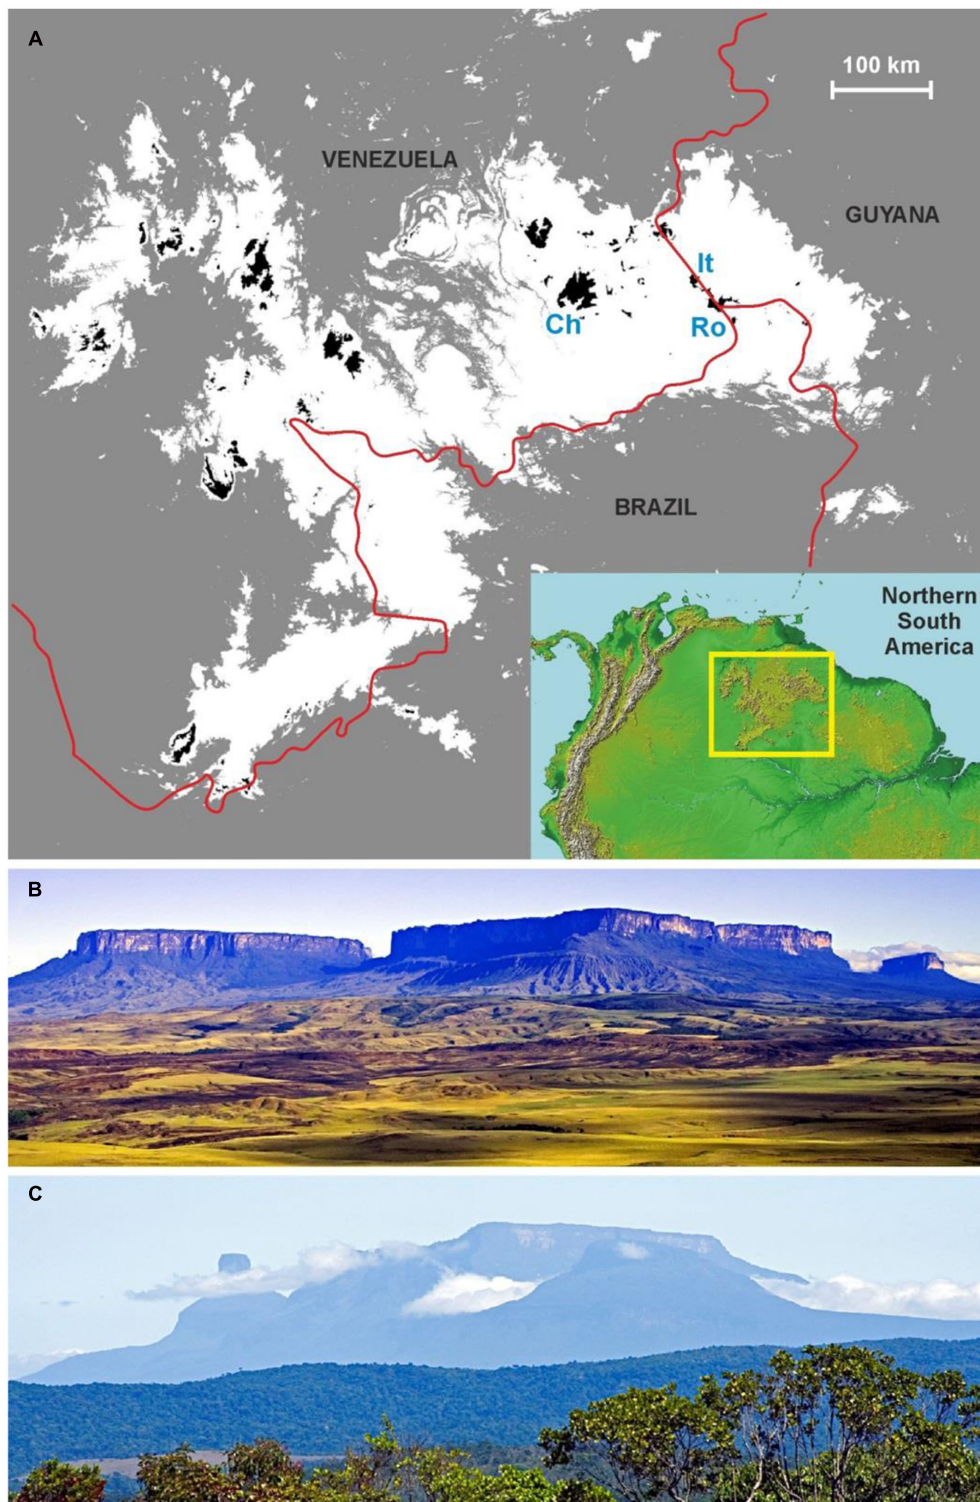 A
100 km
VENEZUELA
GUYANA
It
Ch
Ro
BRAZIL
Northern
South
America
B
C